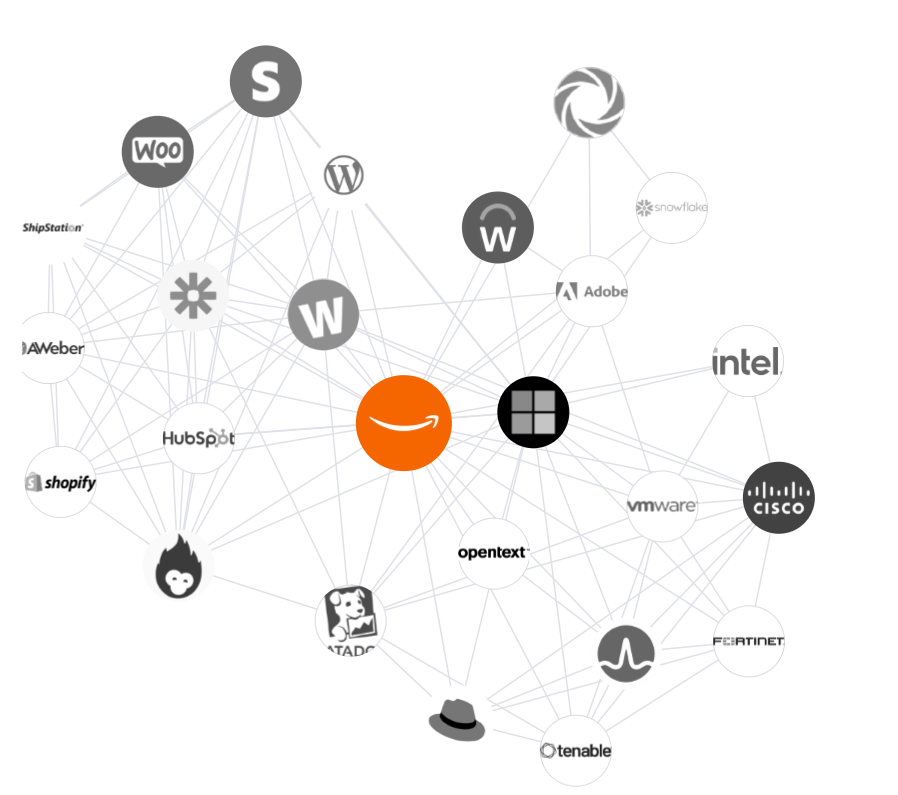 S
WOO
W
ShipStation
snowflake
W
Adobe
W
AWeber
intel
HubSpot
S shopify
vmware
CISCO
opentext
ATADO
FORTINET
tenable